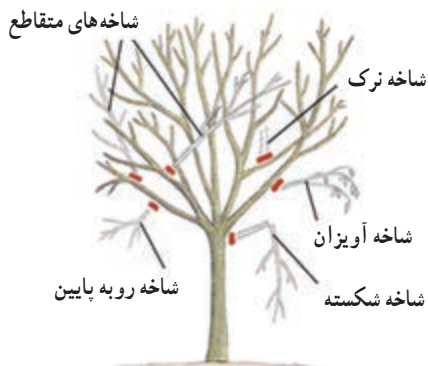 شاخه‌های متقاطع
شاخه نرک
شاخه آویزان
شاخه روبه پایین
شاخه شکسته